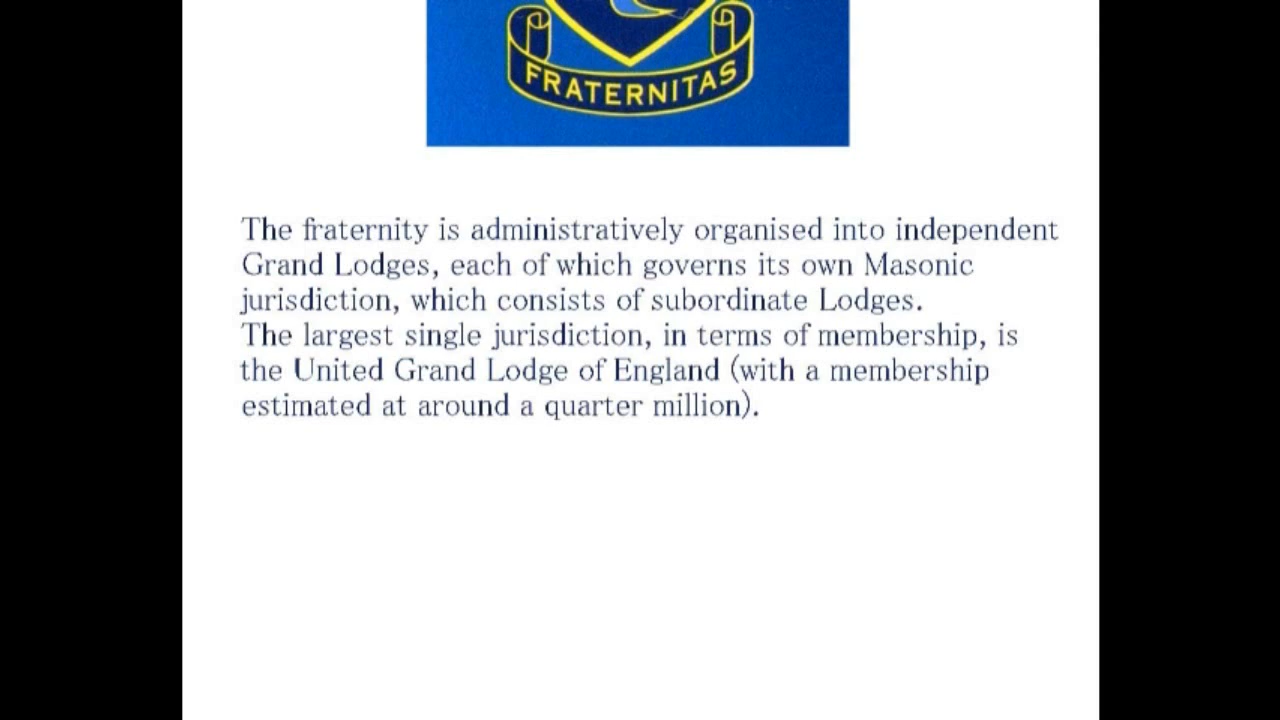 FRATERNITAS
The fraternity is administratively organised into independent
Grand Lodges, each of which governs its own Masonic
jurisdiction, which consists of subordinate Lodges.
The largest single jurisdiction, in terms of membership, is
the United Grand Lodge of England (with a membership
estimated at around a quarter million).